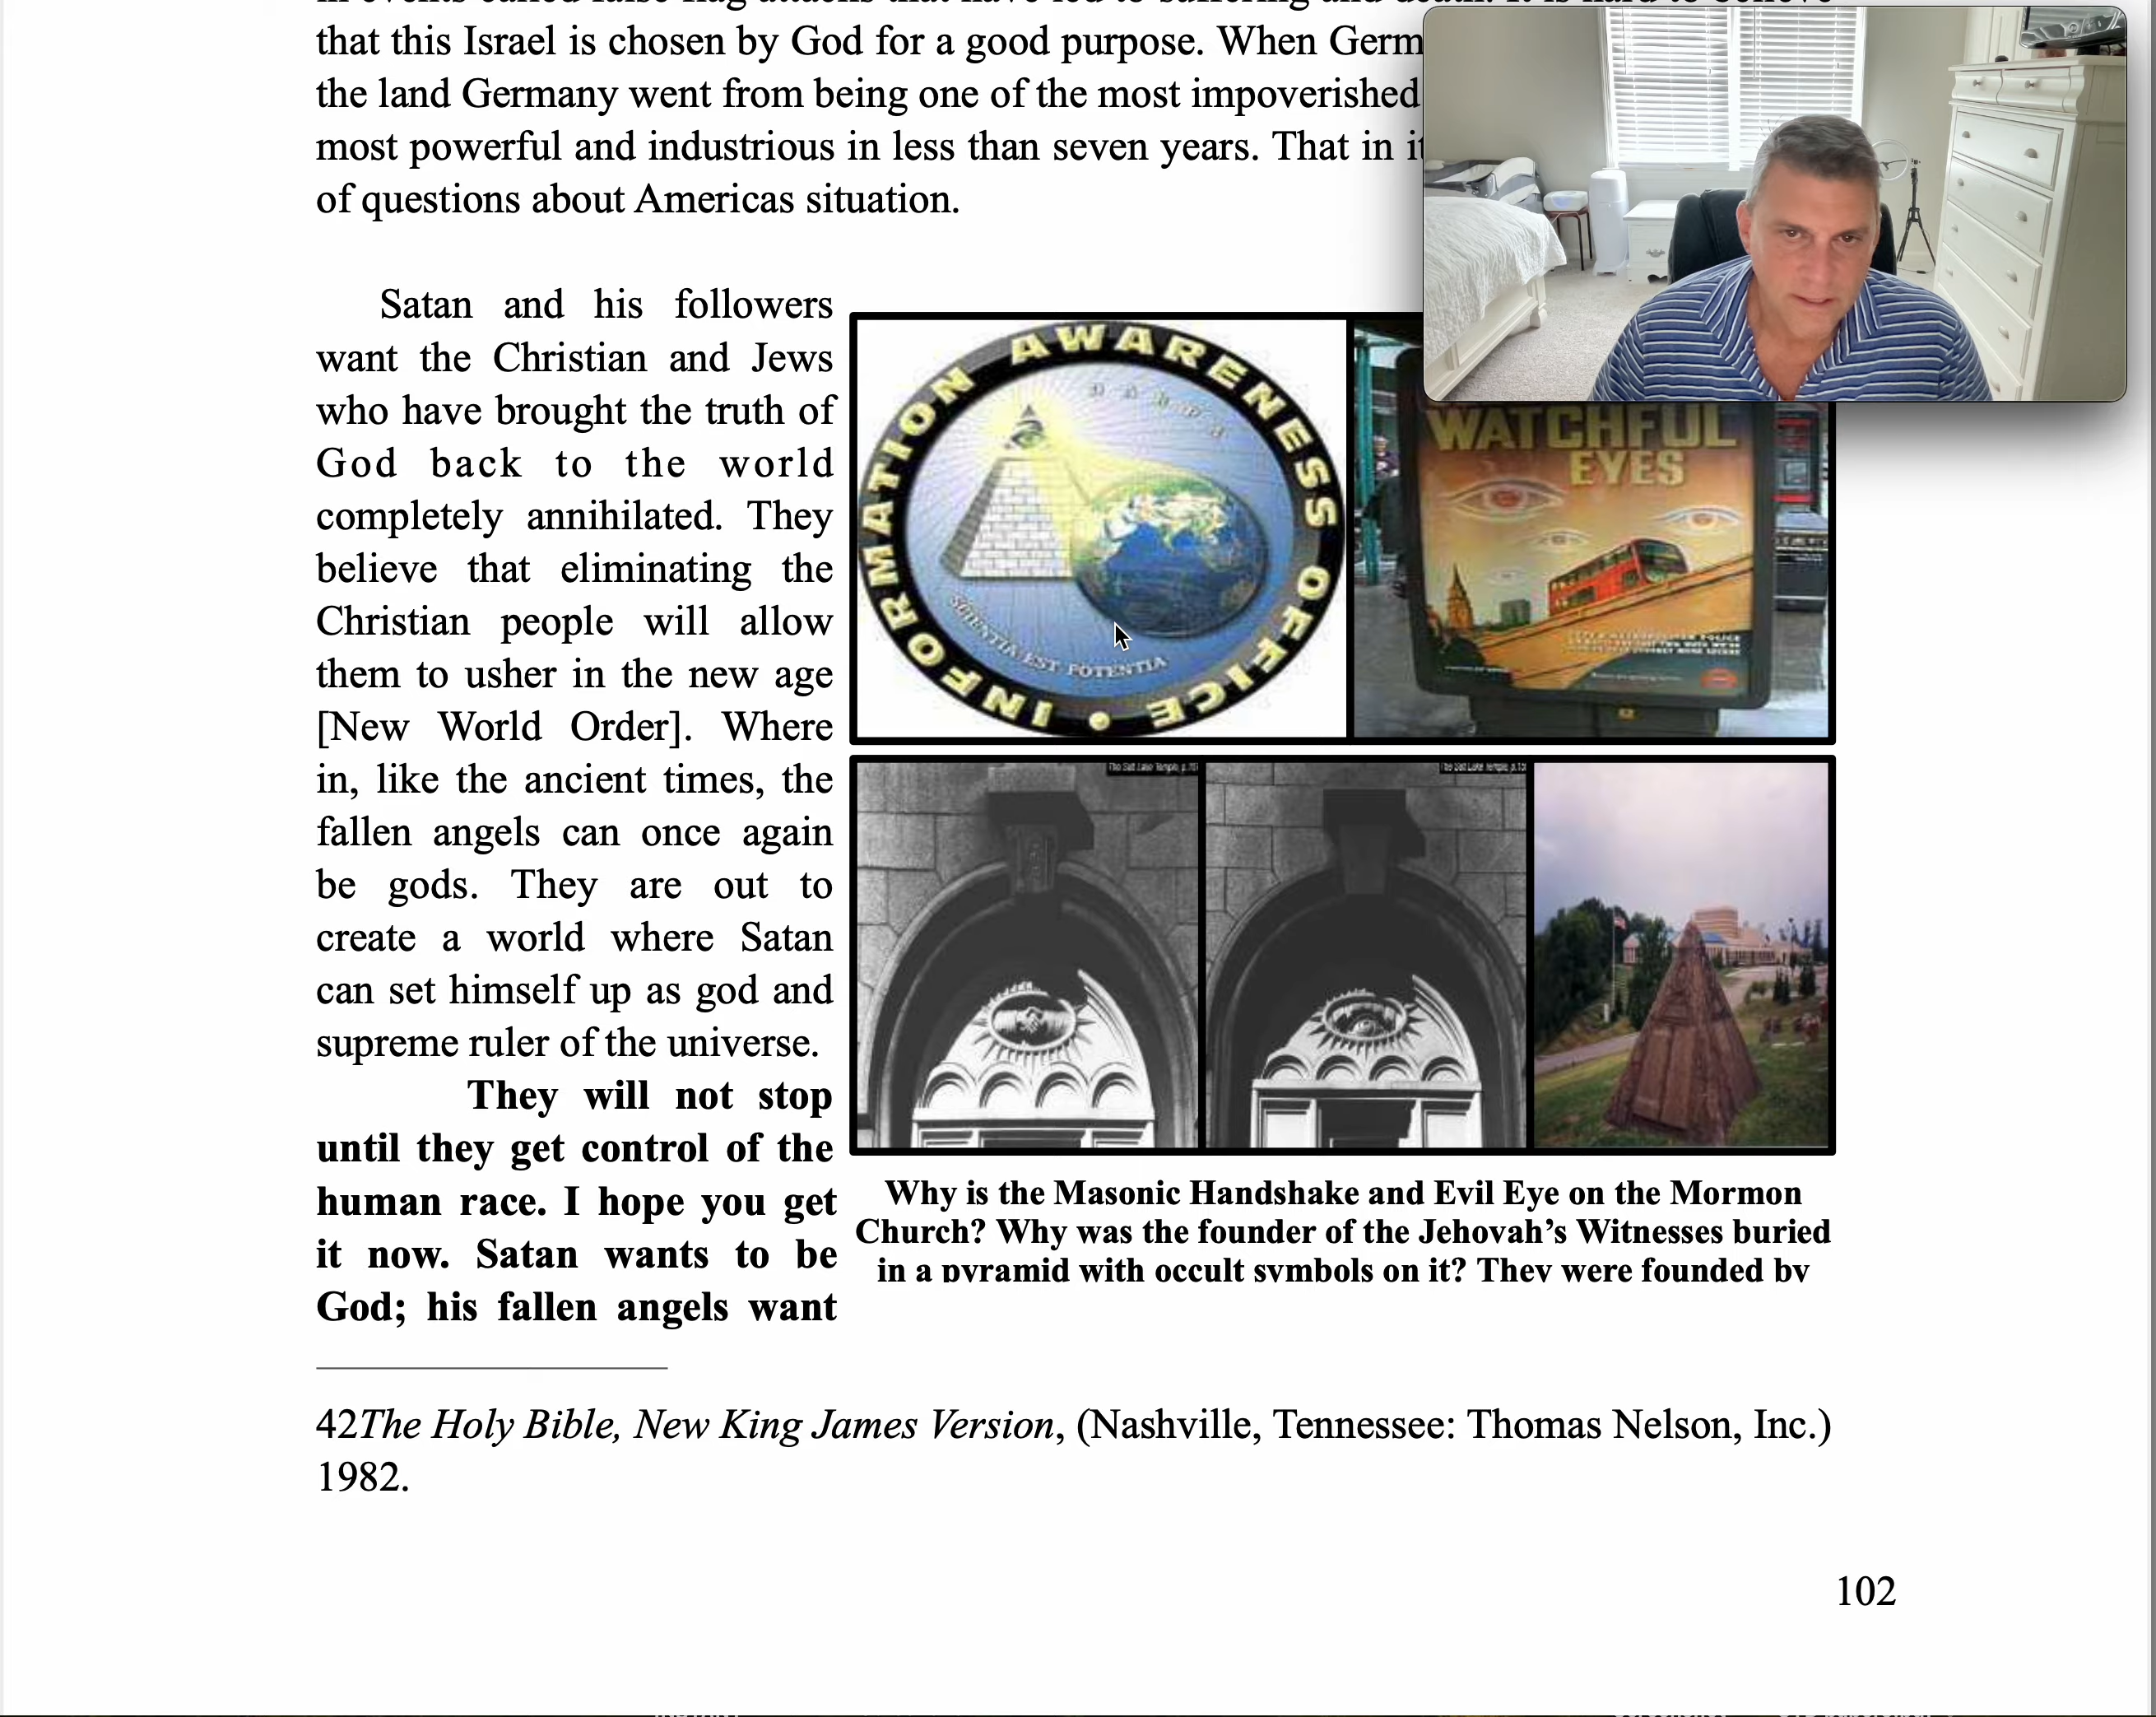 that this Israel is chosen by God for a good purpose. When Germ
the land Germany went from being one of the most impoverished
most powerful and industrious in less than seven years. That in it
of questions about Americas situation.
Satan and his followers
want the Christian and Jews
who have brought the truth of
God back to the world
completely annihilated. They
believe that eliminating the
Christian people will allow
them to usher in the new age
[New World Order]. Where
in, like the ancient times, the
fallen angels can once again
be gods. They are out to
create a world where Satan
can set himself up as god and
supreme ruler of the universe.
They will not stop
until they get control of the
human race. I hope you get
it now. Satan wants to be
God; his fallen angels want
INFORMATION AWARENESS OFFICE
DARPA
SCIENTIA EST POTENTIA
WATCHFUL
EYES
The Salt Lake Temple, p.
The Salt Lake Temple, p.
Why is the Masonic Handshake and Evil Eye on the Mormon
Church? Why was the founder of the Jehovah’s Witnesses buried
in a pyramid with occult symbols on it? They were founded by
42The Holy Bible, New King James Version, (Nashville, Tennessee: Thomas Nelson, Inc.)
1982.
102